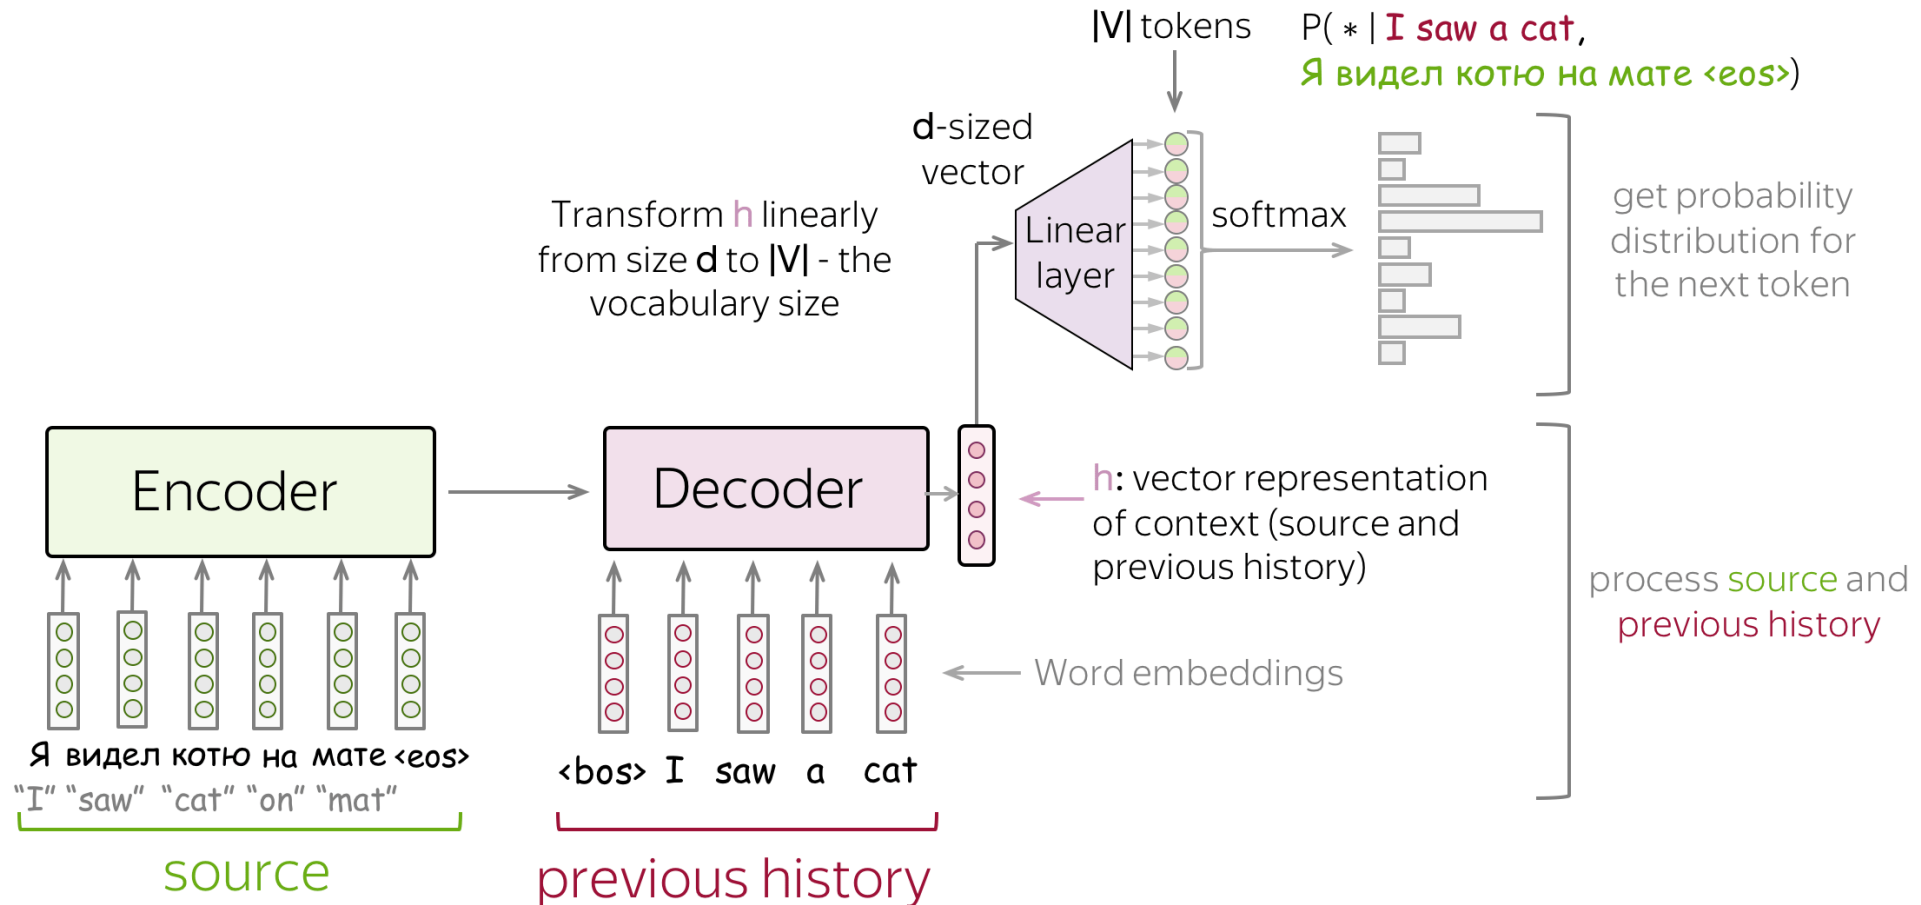 |V| tokens
P( * | I saw a cat,
Я видел котю на мате <eos>)
d-sized
vector
Transform h linearly
from size d to |V| - the
vocabulary size
Linear
layer
softmax
get probability
distribution for
the next token
Encoder
Decoder
h: vector representation
of context (source and
previous history)
process source and
previous history
Word embeddings
Я видел котю на мате <eos>
"I" "saw" "cat" "on" "mat"
<bos> I saw a cat
source
previous history